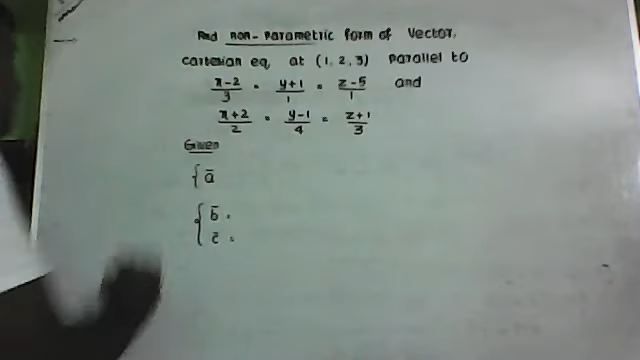 And non-parametric form of Vector,
cartesian eq at (1, 2, 3) parallel to
x-2/3 = y+1/1 = z-5/1 and
x+2/2 = y-1/4 = z+1/3
Given
{ a̅
{ b̅ =
c̅ =